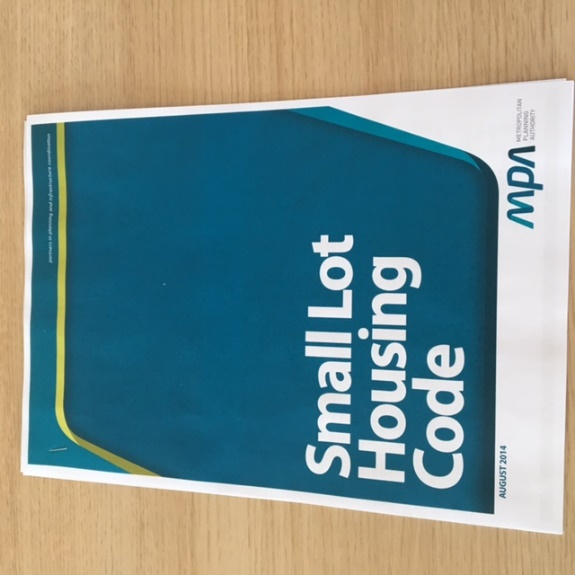 partners in planning and infrastructure coordination
Small Lot
Housing
Code
AUGUST 2014
MPA
METROPOLITAN
PLANNING
AUTHORITY